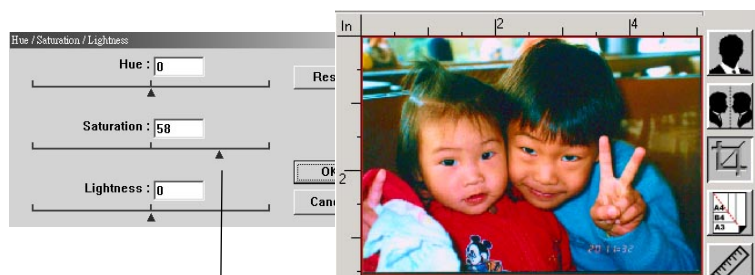 Hue / Saturation / Lightness
Hue : 0
Res
Saturation : 58
OK
Lightness : 0
Canc
In
2
4
2
A4
B4
A3